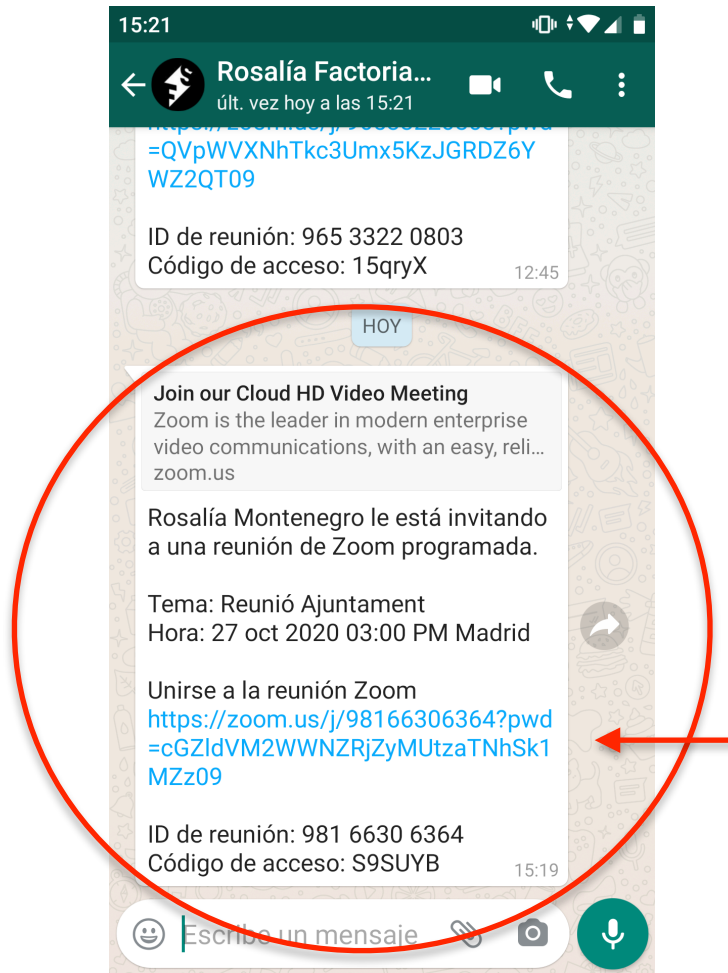 15:21
Rosalía Factoria...
últ. vez hoy a las 15:21
=QVpWVXNhTkc3Umx5KzJGRDZ6Y
WZ2QT09
ID de reunión: 965 3322 0803
Código de acceso: 15qryX
12:45
HOY
Join our Cloud HD Video Meeting
Zoom is the leader in modern enterprise
video communications, with an easy, reli...
zoom.us
Rosalía Montenegro le está invitando
a una reunión de Zoom programada.
Tema: Reunió Ajuntament
Hora: 27 oct 2020 03:00 PM Madrid
Unirse a la reunión Zoom
https://zoom.us/j/98166306364?pwd
=cGZldVM2WWNZRjZyMUtzaTNhSk1
MZz09
ID de reunión: 981 6630 6364
Código de acceso: S9SUYB
15:19
Escribe un mensaje